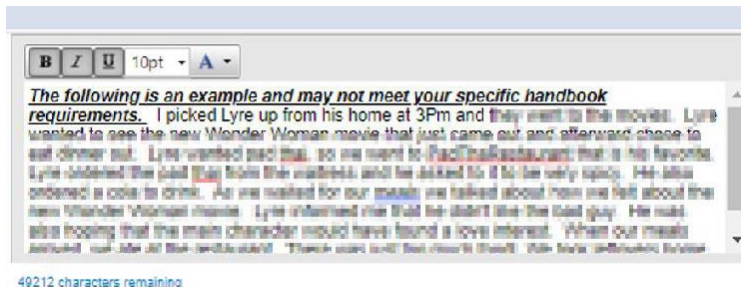 B I U 10pt A
The following is an example and may not meet your specific handbook
requirements. I picked Lyre up from his home at 3Pm and they went to the movies. Lyre
wanted to see the new Wonder Woman movie that just came out and afterward chose to
eat dinner out. Lyre wanted pad thai, so we went to that is his favorite.
Lyre ordered the pad thai from the waitress and he asked to it to be very spicy. He also
ordered a coke to drink. As we waited for our meals we talked about how we felt about the
new Wonder Woman movie. Lyre informed me that he didn't like the bad guy. He was
also hoping that the main character would have found a love interest. When our meals
49212 characters remaining